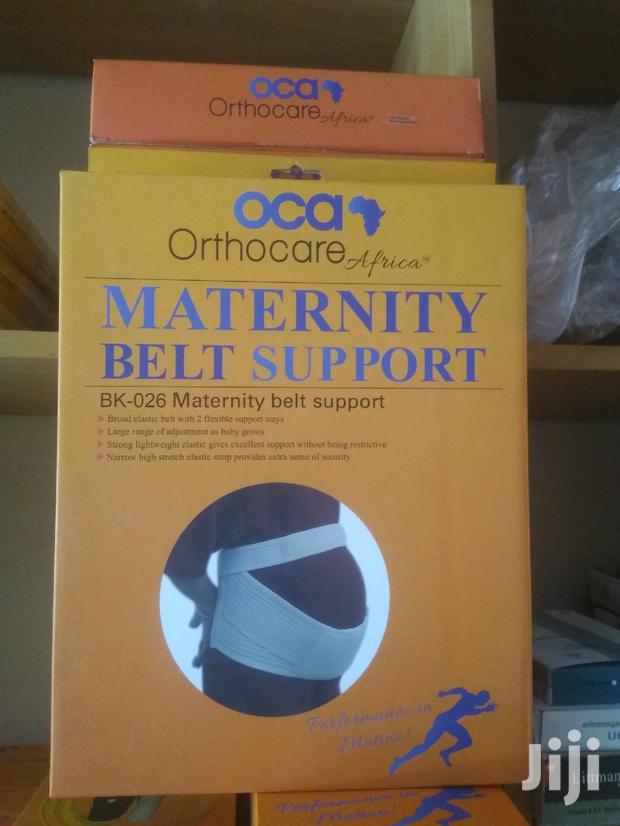 oca
Orthocare Africa
oca
Orthocare Africa
MATERNITY
BELT SUPPORT
BK-026 Maternity belt support
Broad elastic belt with 2 flexible support stays
Large range of adjustment as baby grows
Strong lightweight elastic gives excellent support without being restrictive
Narrow high stretch elastic strap provides extra sense of security
Performance in
Motion!
Performance in
Littman
Jiji